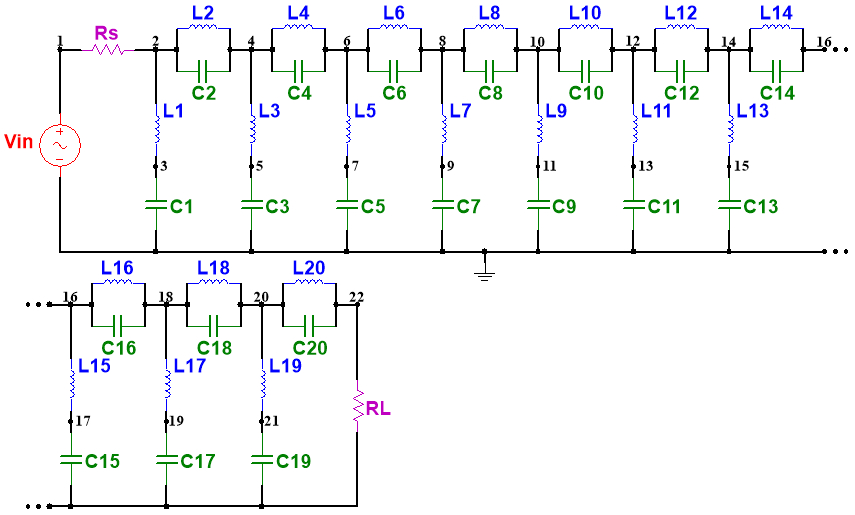 L2 L4 L6 L8 L10 L12 L14
1 Rs 2 4 6 8 10 12 14 16
C2 C4 C6 C8 C10 C12 C14
L1 L3 L5 L7 L9 L11 L13
Vin
3 5 7 9 11 13 15
C1 C3 C5 C7 C9 C11 C13
L16 L18 L20
16 18 20 22
C16 C18 C20
L15 L17 L19
RL
17 19 21
C15 C17 C19